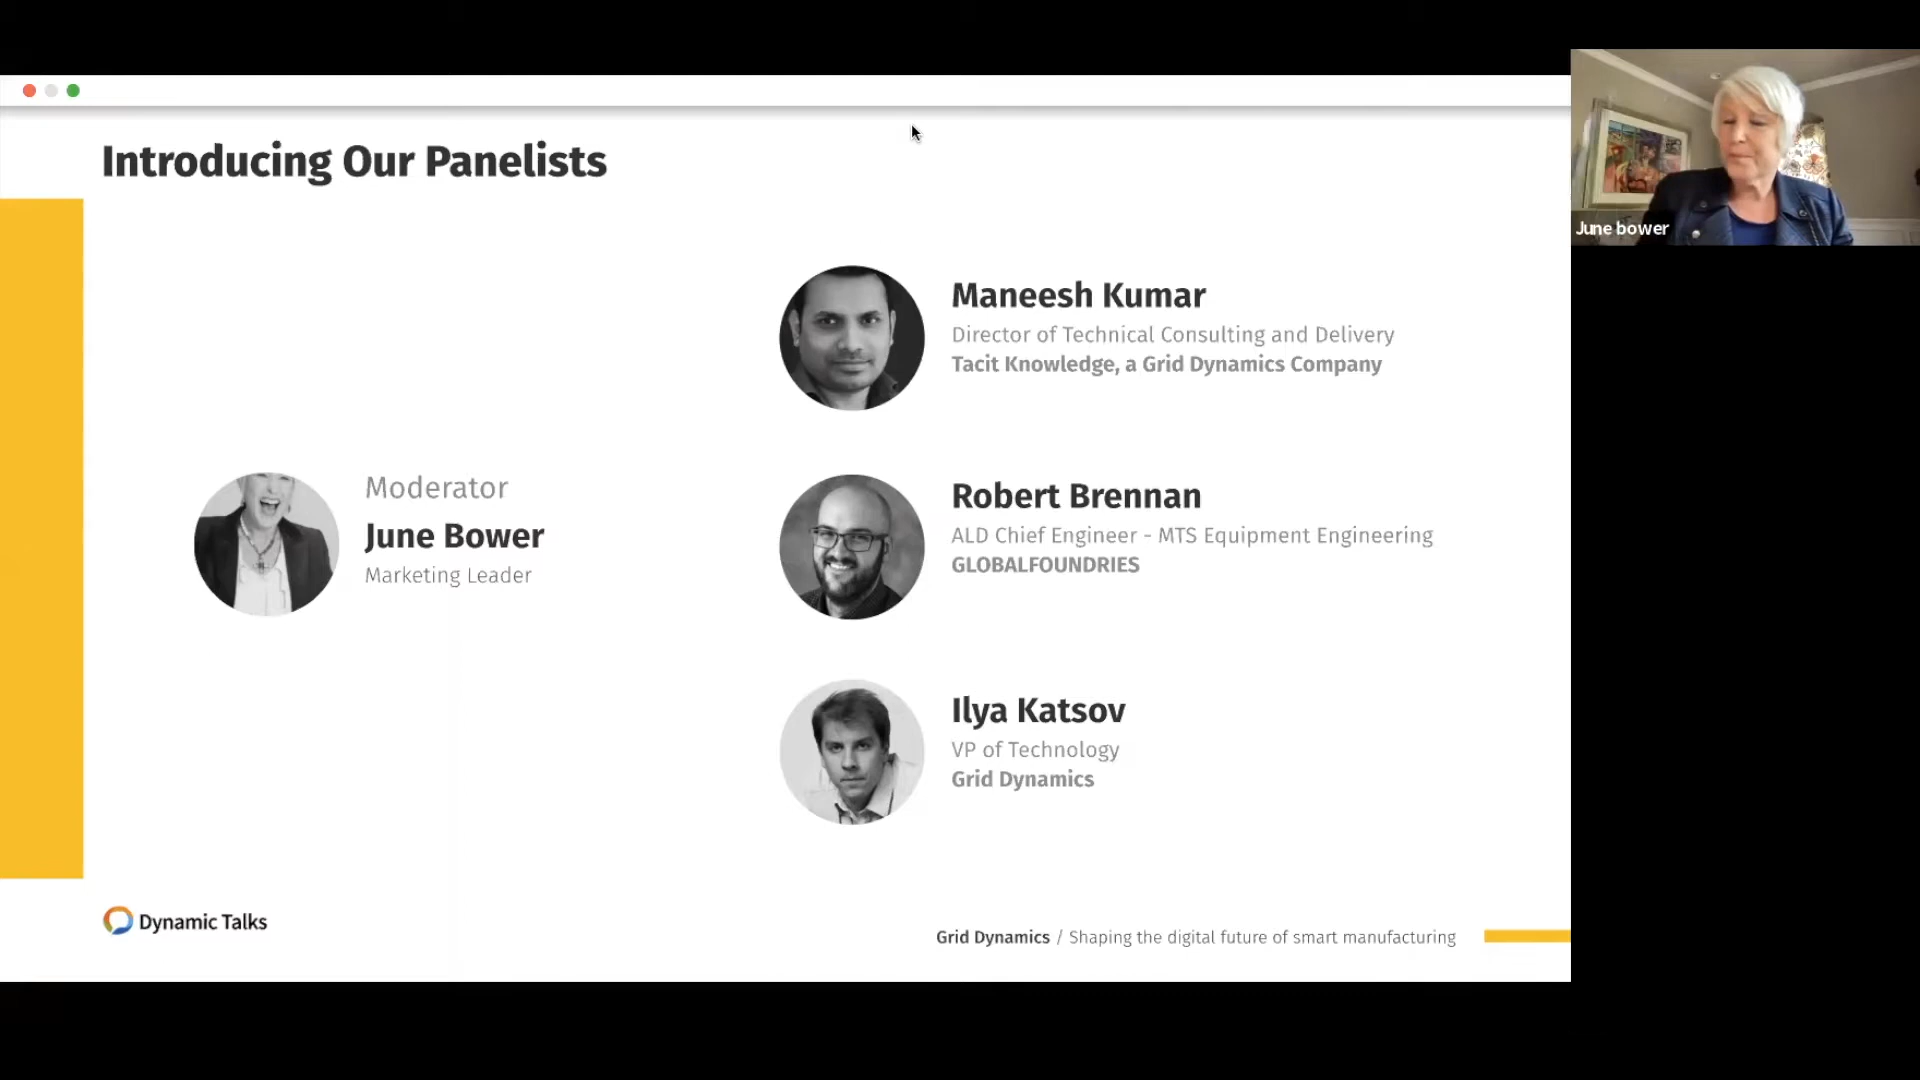 Introducing Our Panelists
Moderator
June Bower
Marketing Leader
Maneesh Kumar
Director of Technical Consulting and Delivery
Tacit Knowledge, a Grid Dynamics Company
Robert Brennan
ALD Chief Engineer - MTS Equipment Engineering
GLOBALFOUNDRIES
Ilya Katsov
VP of Technology
Grid Dynamics
Dynamic Talks
Grid Dynamics / Shaping the digital future of smart manufacturing
June bower